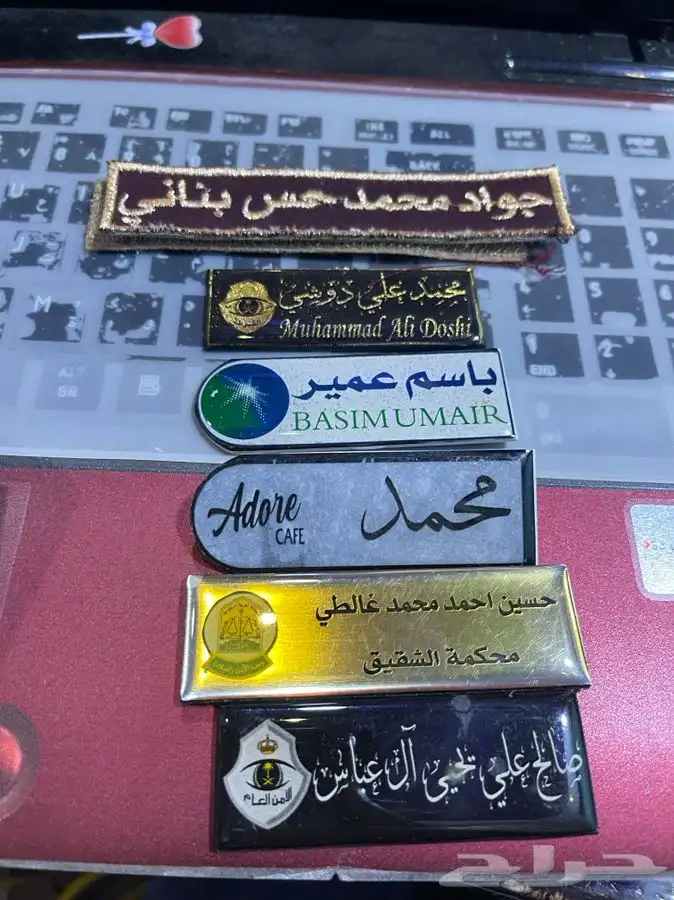 جواد محمد حسن بناني
محمد علي دوشي
Muhammad Ali Doshi
باسم عمير
BASIM UMAIR
Adore
CAFE
محمد
حسين احمد محمد غالطي
محكمة الشقيق
صالح علي يحيى آل عباس
الأمن العام
حراج